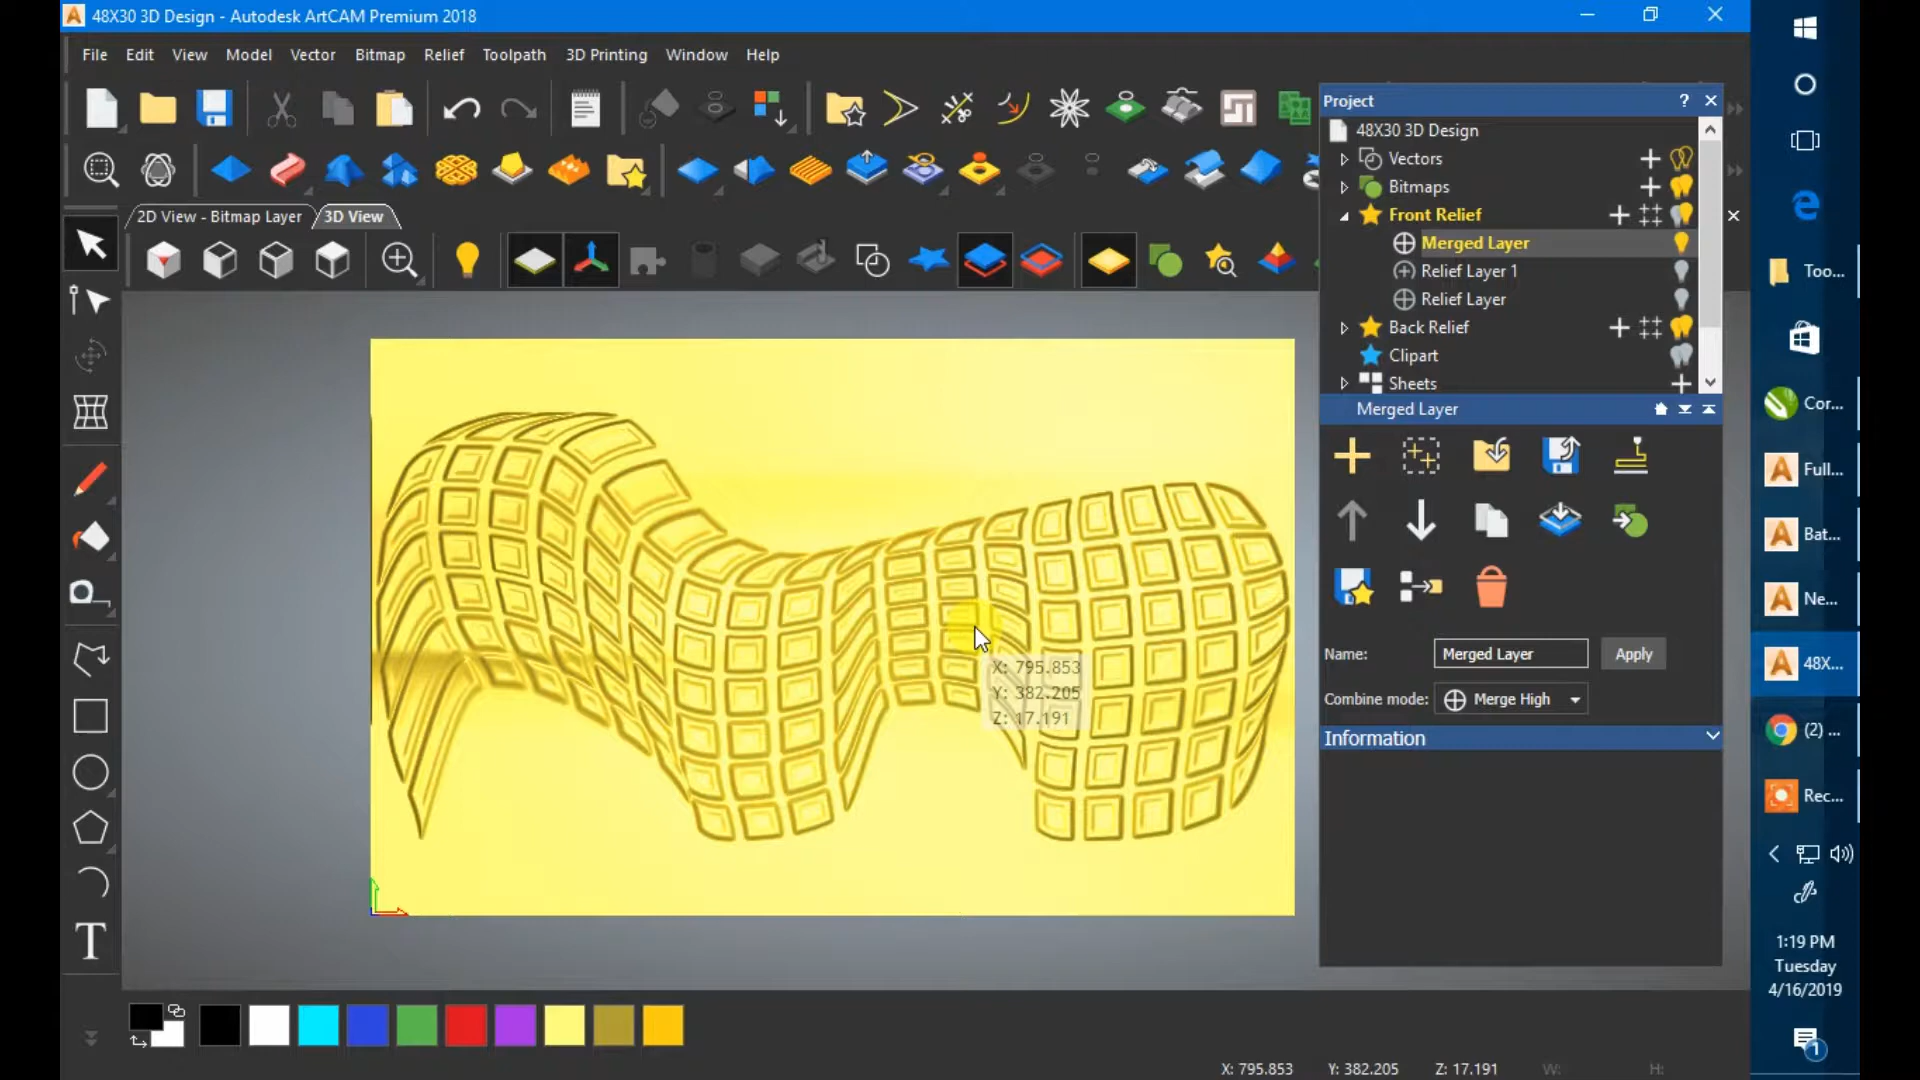 48X30 3D Design - Autodesk ArtCAM Premium 2018
File Edit View Model Vector Bitmap Relief Toolpath 3D Printing Window Help
2D View - Bitmap Layer 3D View
X: 795.853
Y: 382.205
Z: 17.191
Project
48X30 3D Design
Vectors
Bitmaps
Front Relief
Merged Layer
Relief Layer 1
Relief Layer
Back Relief
Clipart
Sheets
Merged Layer
Name: Merged Layer Apply
Combine mode: Merge High
Information
X: 795.853 Y: 382.205 Z: 17.191 W: H:
Too...
Cor...
Full...
Bat...
Ne...
48X...
(2) ...
Rec...
1:19 PM
Tuesday
4/16/2019
1